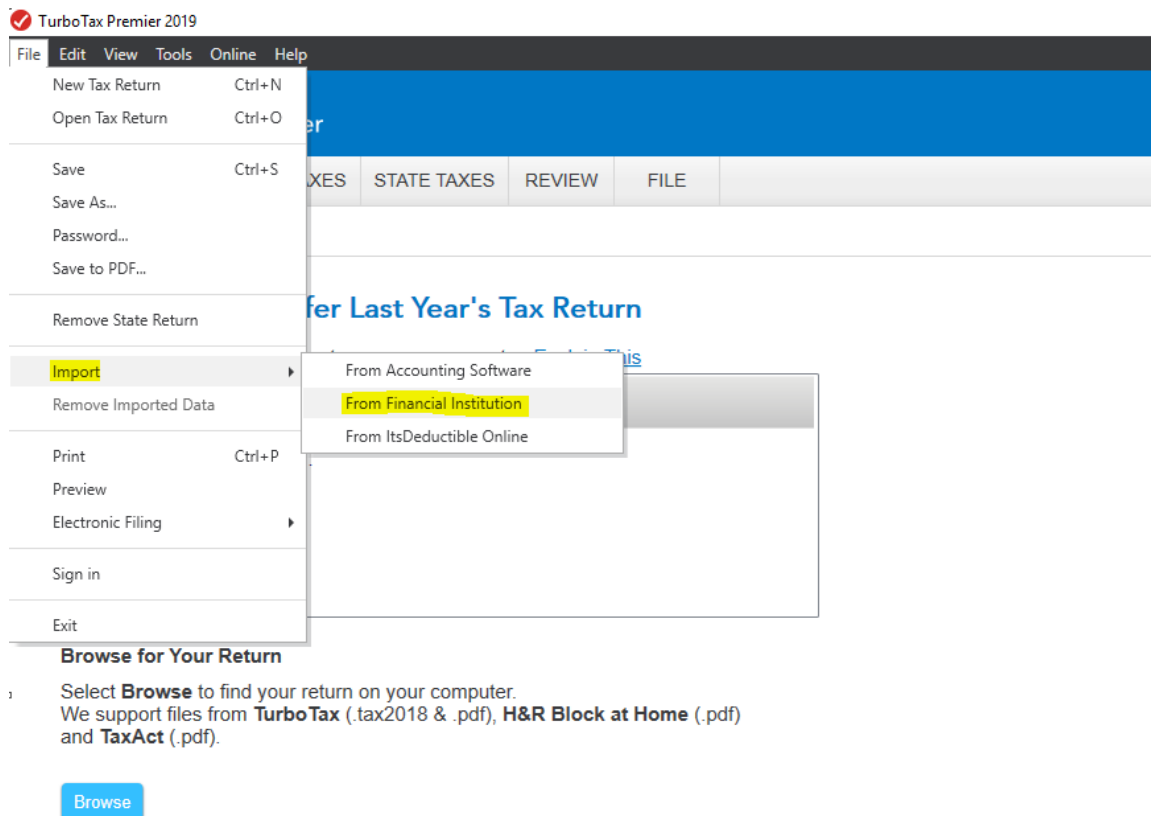 TurboTax Premier 2019
File Edit View Tools Online Help
New Tax Return Ctrl+N
Open Tax Return Ctrl+O
er
Save Ctrl+S
XES STATE TAXES REVIEW FILE
Save As...
Password...
Save to PDF...
fer Last Year's Tax Return
Remove State Return
This
Import From Accounting Software
Remove Imported Data From Financial Institution
From ItsDeductible Online
Print Ctrl+P
Preview
Electronic Filing
Sign in
Exit
Browse for Your Return
Select Browse to find your return on your computer.
We support files from TurboTax (.tax2018 & .pdf), H&R Block at Home (.pdf)
and TaxAct (.pdf).
Browse